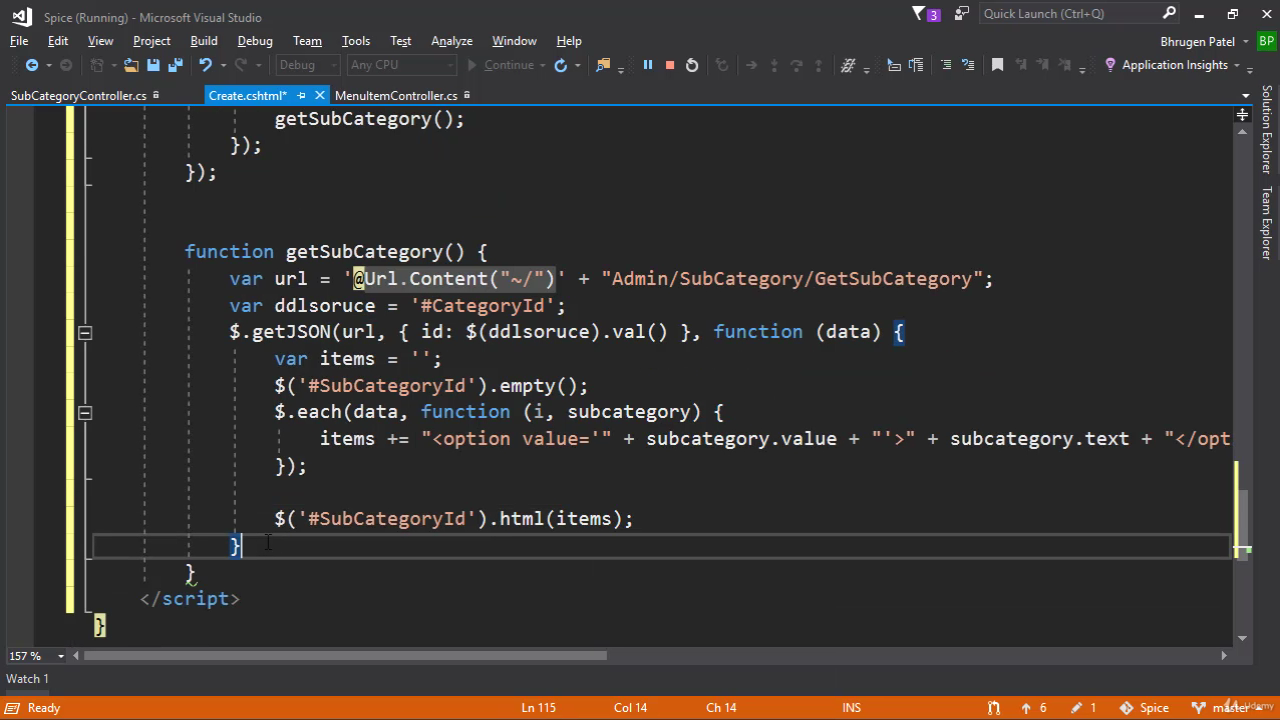 Spice (Running) - Microsoft Visual Studio
3
Quick Launch (Ctrl+Q)
File Edit View Project Build Debug Team Tools Test Analyze Window Help
Bhrugen Patel BP
Debug Any CPU Continue Application Insights
SubCategoryController.cs Create.cshtml* MenuItemController.cs
Solution Explorer
Team Explorer
getSubCategory();
});
});
function getSubCategory() {
var url = '@Url.Content("~/")' + "Admin/SubCategory/GetSubCategory";
var ddlsoruce = '#CategoryId';
$.getJSON(url, { id: $(ddlsoruce).val() }, function (data) {
var items = '';
$('#SubCategoryId').empty();
$.each(data, function (i, subcategory) {
items += "<option value='" + subcategory.value + "'>" + subcategory.text + "</opt
});
$('#SubCategoryId').html(items);
}
}
</script>
}
157 %
Watch 1
Ready Ln 115 Col 14 Ch 14 INS 6 1 Spice master
Udemy